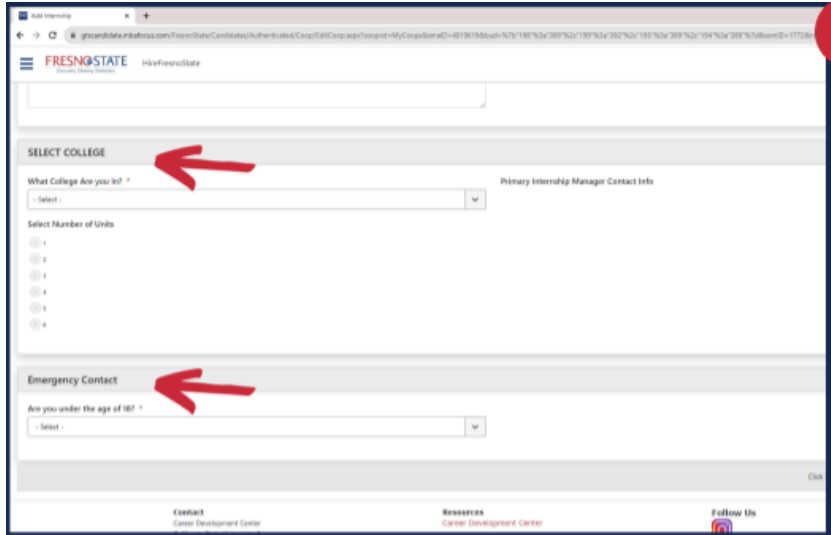 Add Internship
FRESNO STATE
Discovery. Diversity. Distinction.
HireFresnoState
SELECT COLLEGE
What College Are you In? *
Primary Internship Manager Contact Info
- Select -
Select Number of Units
1
2
3
4
5
6
Emergency Contact
Are you under the age of 18? *
- Select -
Click
Contact
Resources
Follow Us
Career Development Center
Career Development Center